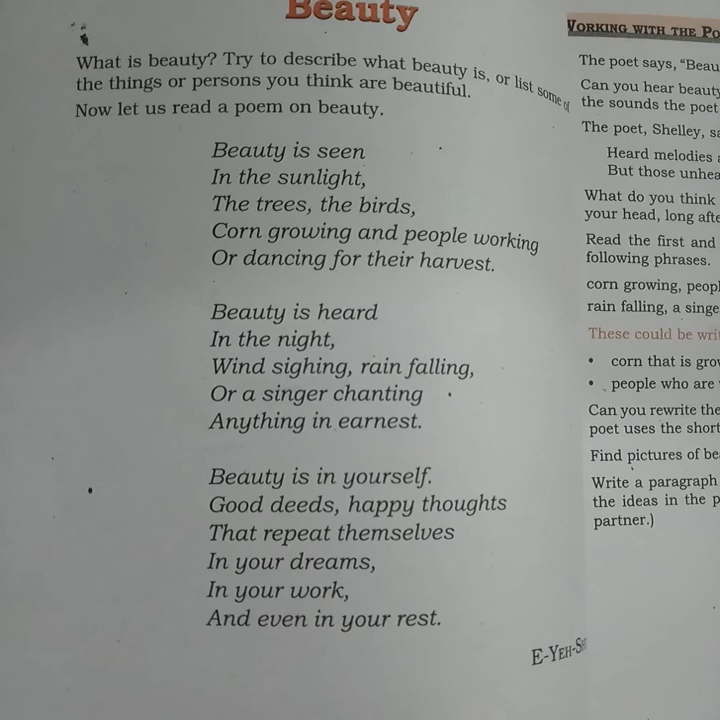 Beauty
What is beauty? Try to describe what beauty is, or list some of
the things or persons you think are beautiful.
Now let us read a poem on beauty.
Beauty is seen
In the sunlight,
The trees, the birds,
Corn growing and people working
Or dancing for their harvest.
Beauty is heard
In the night,
Wind sighing, rain falling,
Or a singer chanting
Anything in earnest.
Beauty is in yourself.
Good deeds, happy thoughts
That repeat themselves
In your dreams,
In your work,
And even in your rest.
E-YEH-
WORKING WITH THE
The poet says,
Can you hear beauty
the sounds the poet
The poet, Shelley,
Heard melodies
But those
What do you think
your head, long
Read the first and
following phrases.
corn growing,
rain falling, a
These could be
• corn that is
• people who are
Can you rewrite the
poet uses the
Find pictures of
Write a paragraph
the ideas in the
partner.)